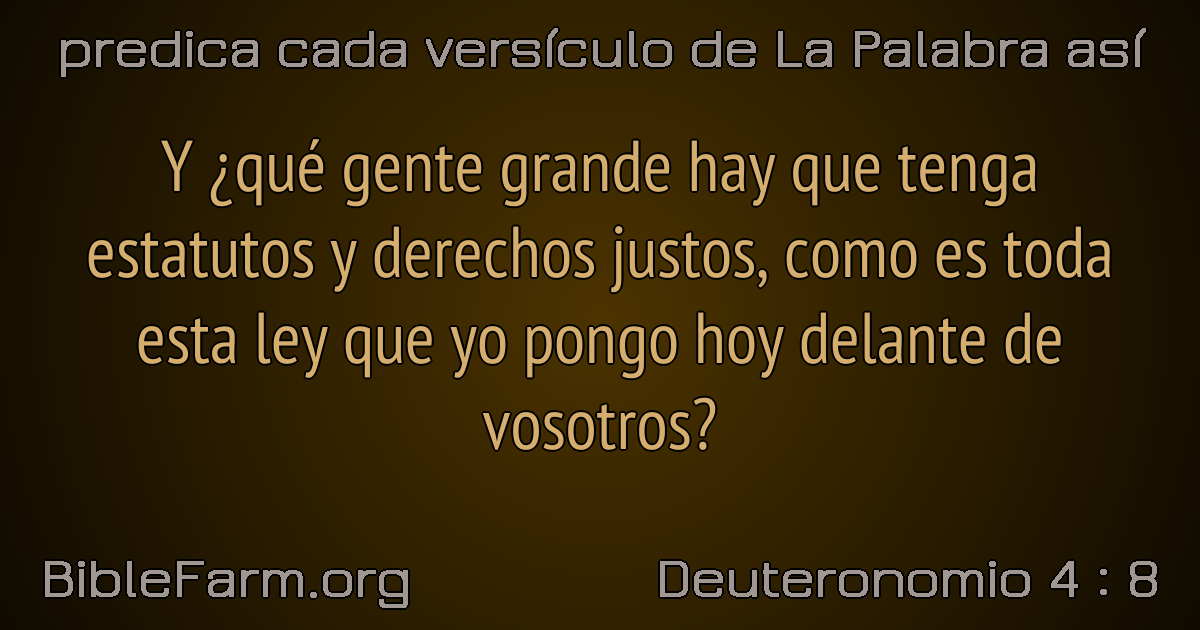 predica cada versículo de La Palabra así
Y ¿qué gente grande hay que tenga
estatutos y derechos justos, como es toda
esta ley que yo pongo hoy delante de
vosotros?
BibleFarm.org
Deuteronomio 4 : 8